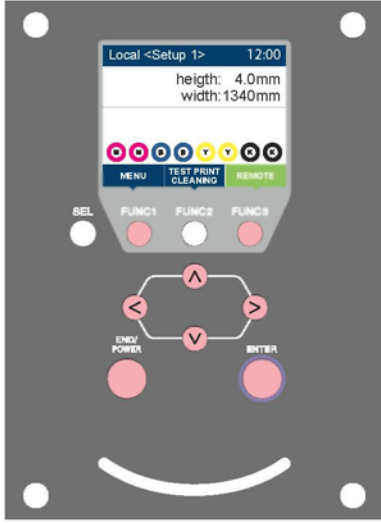 Local <Setup 1> 12:00
heigth: 4.0mm
width:1340mm
M M B B Y Y K K
MENU TEST PRINT CLEANING REMOTE
SEL FUNC1 FUNC2 FUNC3
END/
POWER
ENTER